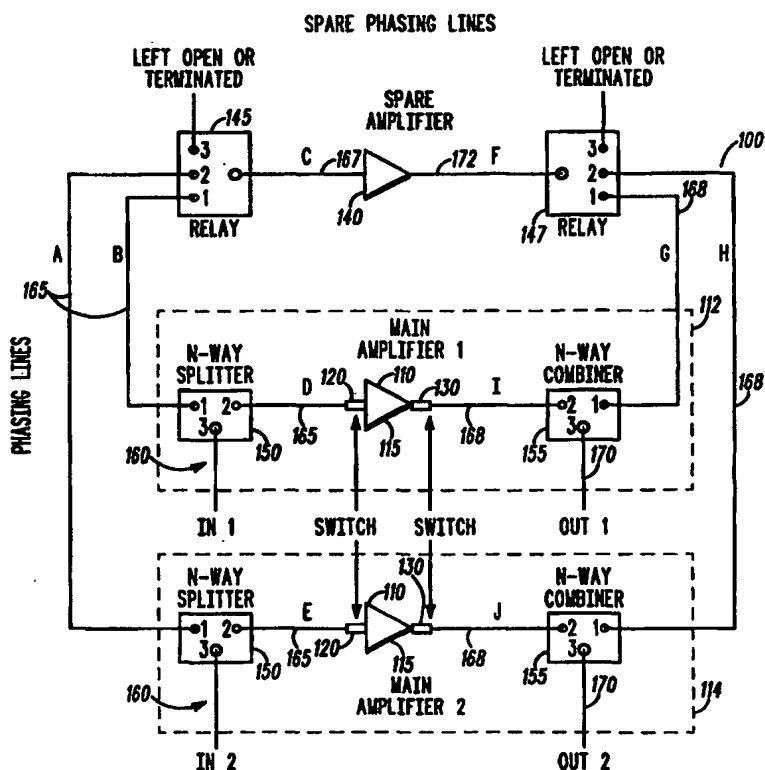 SPARE PHASING LINES
LEFT OPEN OR
TERMINATED
LEFT OPEN OR
TERMINATED
SPARE
AMPLIFIER
145
3
2
1
RELAY
C
167
140
172
F
3
2
1
147
RELAY
100
168
A
B
165
G
H
PHASING LINES
112
N-WAY
SPLITTER
MAIN
AMPLIFIER 1
N-WAY
COMBINER
1
2
3
D
120
110
130
I
2
1
3
165
115
168
160
150
155
170
168
IN 1
SWITCH
SWITCH
OUT 1
N-WAY
SPLITTER
130
N-WAY
COMBINER
1
2
3
E
110
J
2
1
3
165
120
115
168
160
150
MAIN
AMPLIFIER 2
155
170
114
IN 2
OUT 2